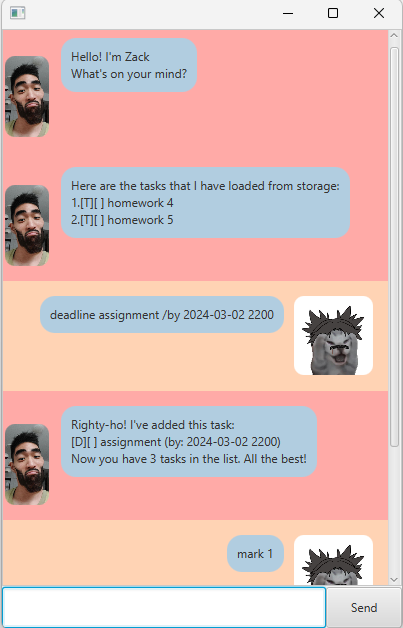 Hello! I'm Zack
What's on your mind?
Here are the tasks that I have loaded from storage:
1.[T][ ] homework 4
2.[T][ ] homework 5
deadline assignment /by 2024-03-02 2200
Righty-ho! I've added this task:
[D][ ] assignment (by: 2024-03-02 2200)
Now you have 3 tasks in the list. All the best!
mark 1
Send